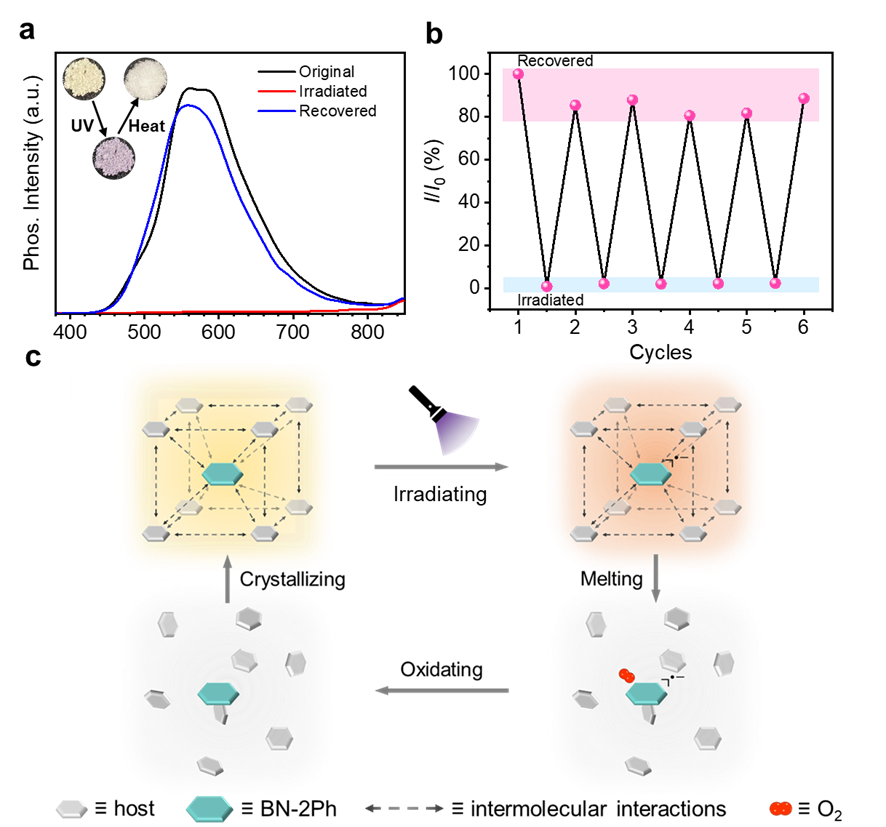 a
Phos. Intensity (a.u.)
Original
Irradiated
Recovered
UV
Heat
400 500 600 700 800
b
I/I0 (%)
Recovered
100
80
60
40
20
0
Irradiated
1 2 3 4 5 6
Cycles
c
Irradiating
Crystallizing
Melting
Oxidating
≡ host
≡ BN-2Ph
≡ intermolecular interactions
≡ O2